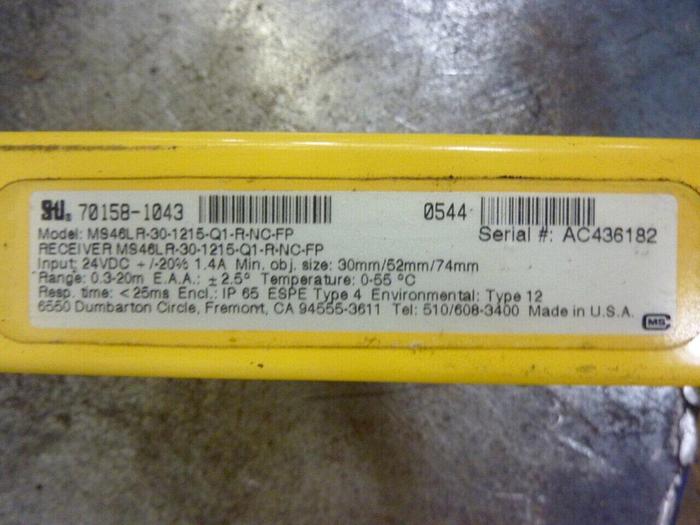 STI 70158-1043 0544
Model: MS46LR-30-1215-Q1-R-NC-FP Serial #: AC436182
RECEIVER MS46LR-30-1215-Q1-R-NC-FP
Input: 24VDC +/-20% 1.4A Min. obj. size: 30mm/52mm/74mm
Range: 0.3-20m E.A.A.: ±2.5° Temperature: 0-55 °C
Resp. time: <25ms Encl.: IP 65 ESPE Type 4 Environmental: Type 12
6550 Dumbarton Circle, Fremont, CA 94555-3611 Tel: 510/608-3400 Made in U.S.A.
CMS